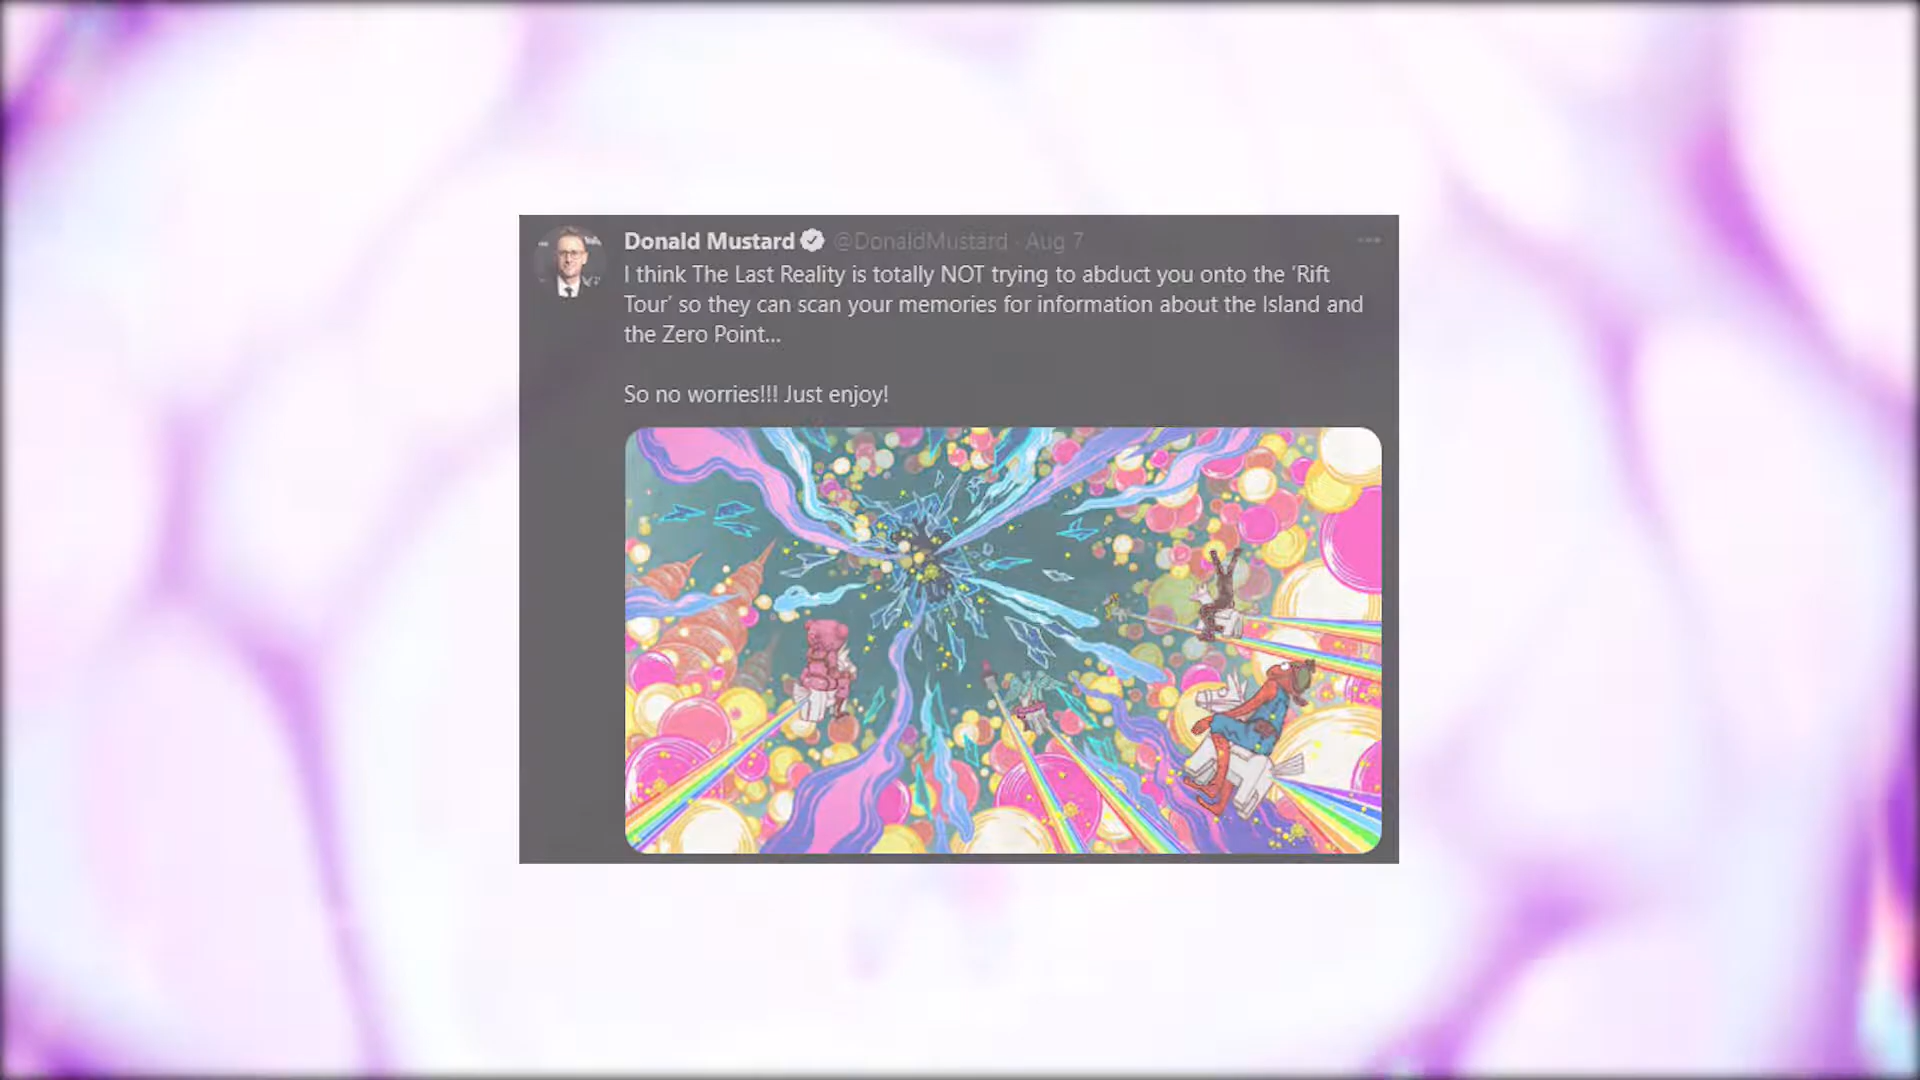 Donald Mustard @DonaldMustard · Aug 7
I think The Last Reality is totally NOT trying to abduct you onto the ‘Rift
Tour’ so they can scan your memories for information about the Island and
the Zero Point...
So no worries!!! Just enjoy!